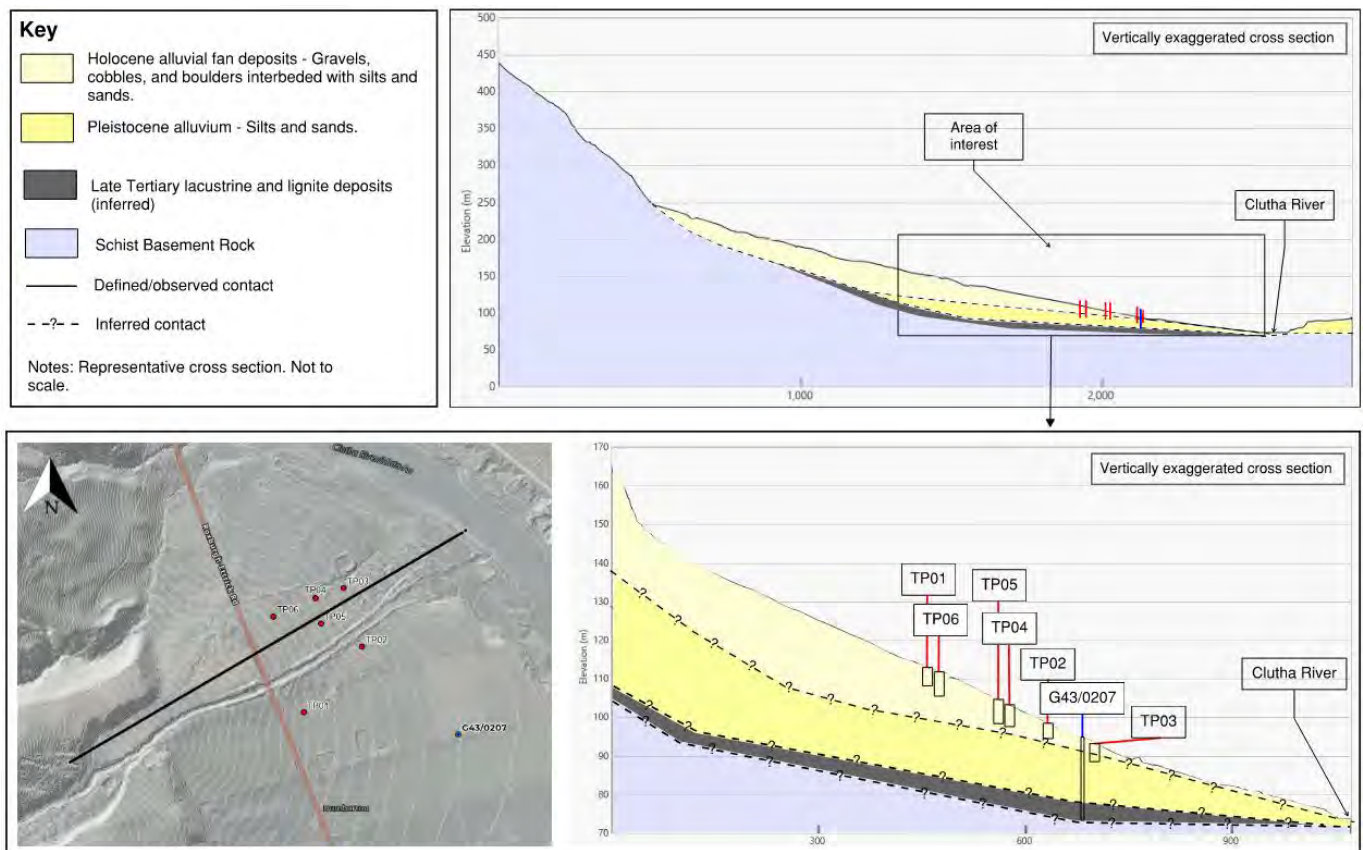 Key
Holocene alluvial fan deposits - Gravels,
cobbles, and boulders interbeded with silts and
sands.
Pleistocene alluvium - Silts and sands.
Late Tertiary lacustrine and lignite deposits
(inferred)
Schist Basement Rock
Defined/observed contact
-?-
Inferred contact
Notes: Representative cross section. Not to
scale.
Vertically exaggerated cross section
Area of
interest
Clutha River
Elevation (m)
500
450
400
350
300
250
200
150
100
50
0
1,000
2,000
N
TP03
TP04
TP06
TP05
TP02
TP01
G43/0207
Vertically exaggerated cross section
Elevation (m)
170
160
150
140
130
120
110
100
90
80
70
300
600
900
TP01
TP05
TP06
TP04
TP02
G43/0207
TP03
Clutha River
? ? ? ? ? ? ? ? ? ? ? ? ?
? ? ? ? ? ? ? ? ? ?
? ? ? ? ? ? ? ? ? ?